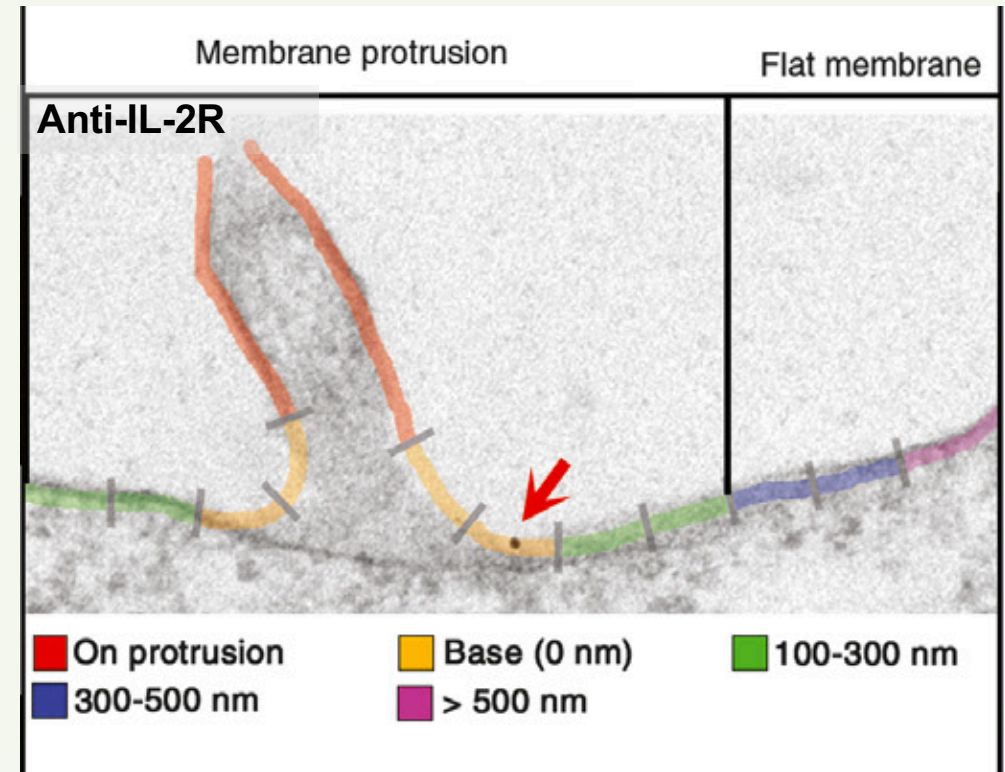 Membrane protrusion
Flat membrane
Anti-IL-2R
On protrusion
Base (0 nm)
100-300 nm
300-500 nm
> 500 nm